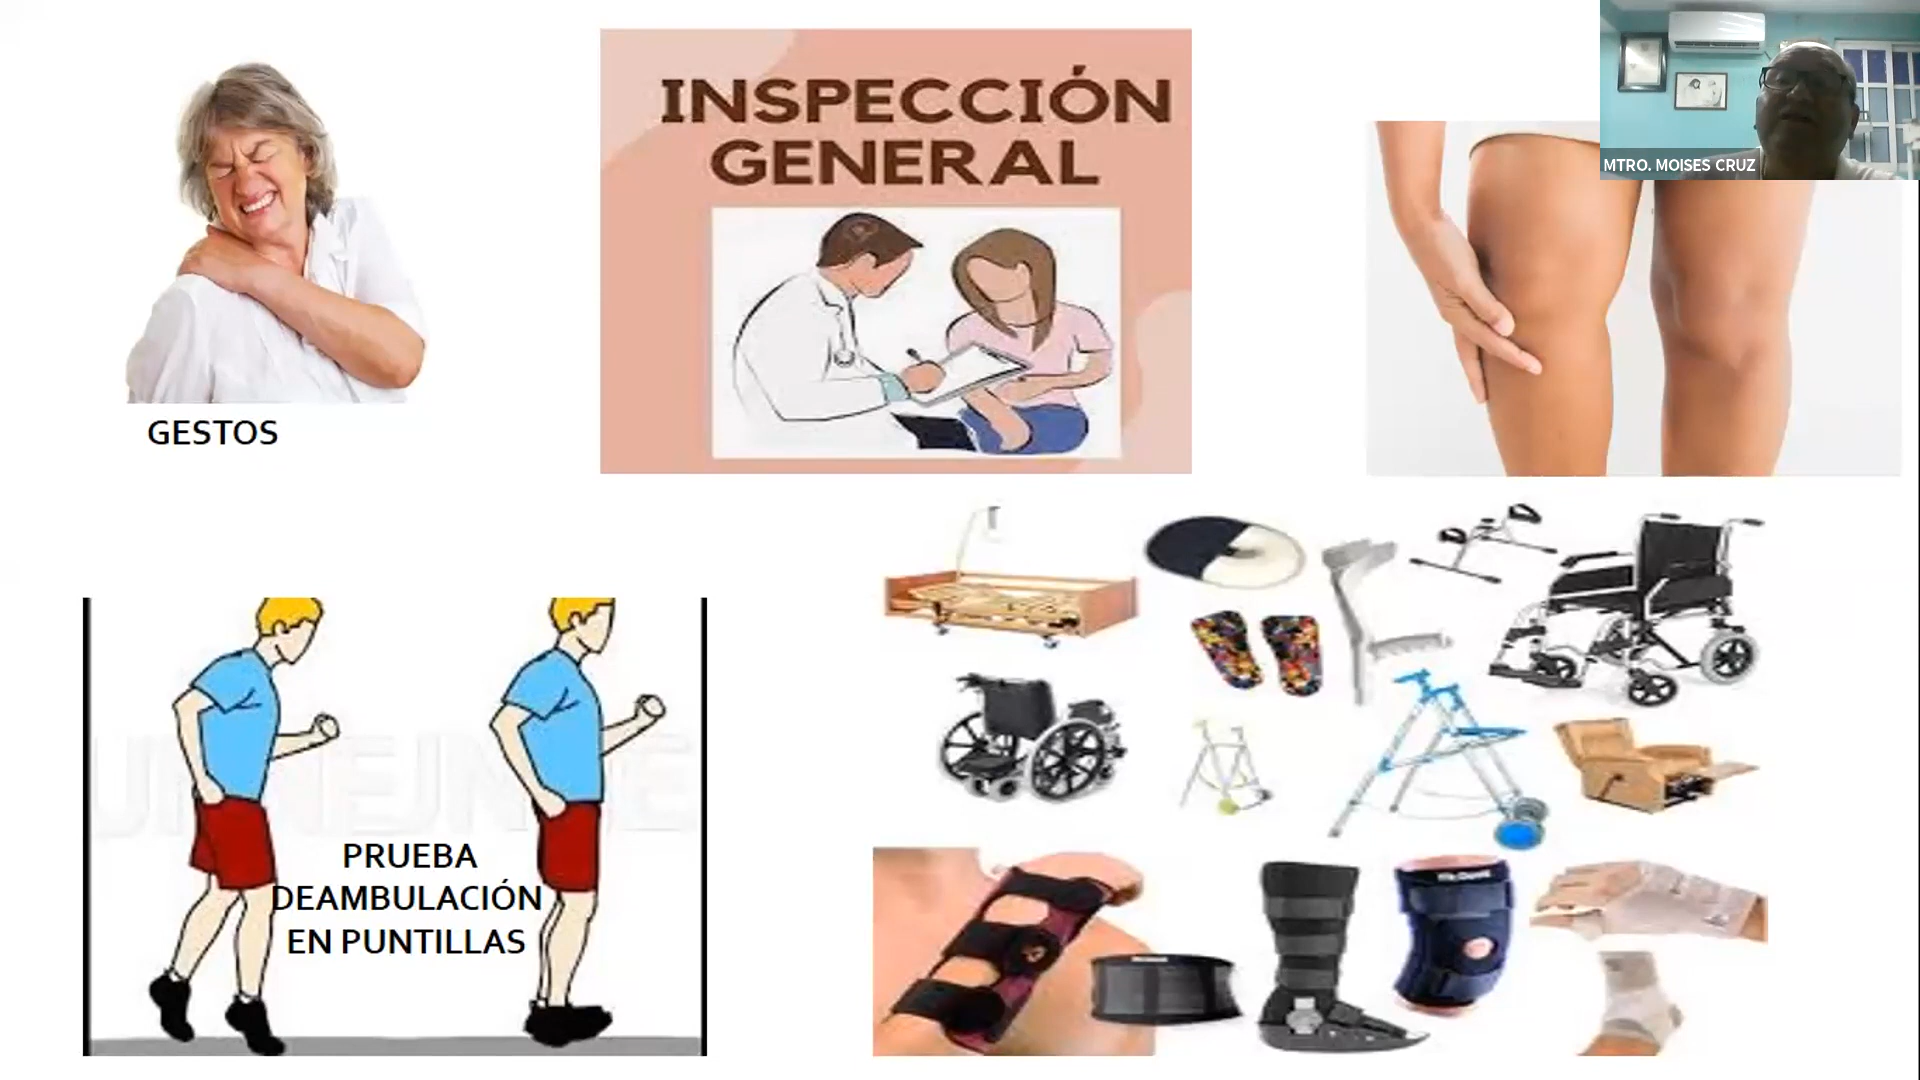 INSPECCIÓN
GENERAL
MTRO. MOISES CRUZ
GESTOS
PRUEBA
DEAMBULACIÓN
EN PUNTILLAS